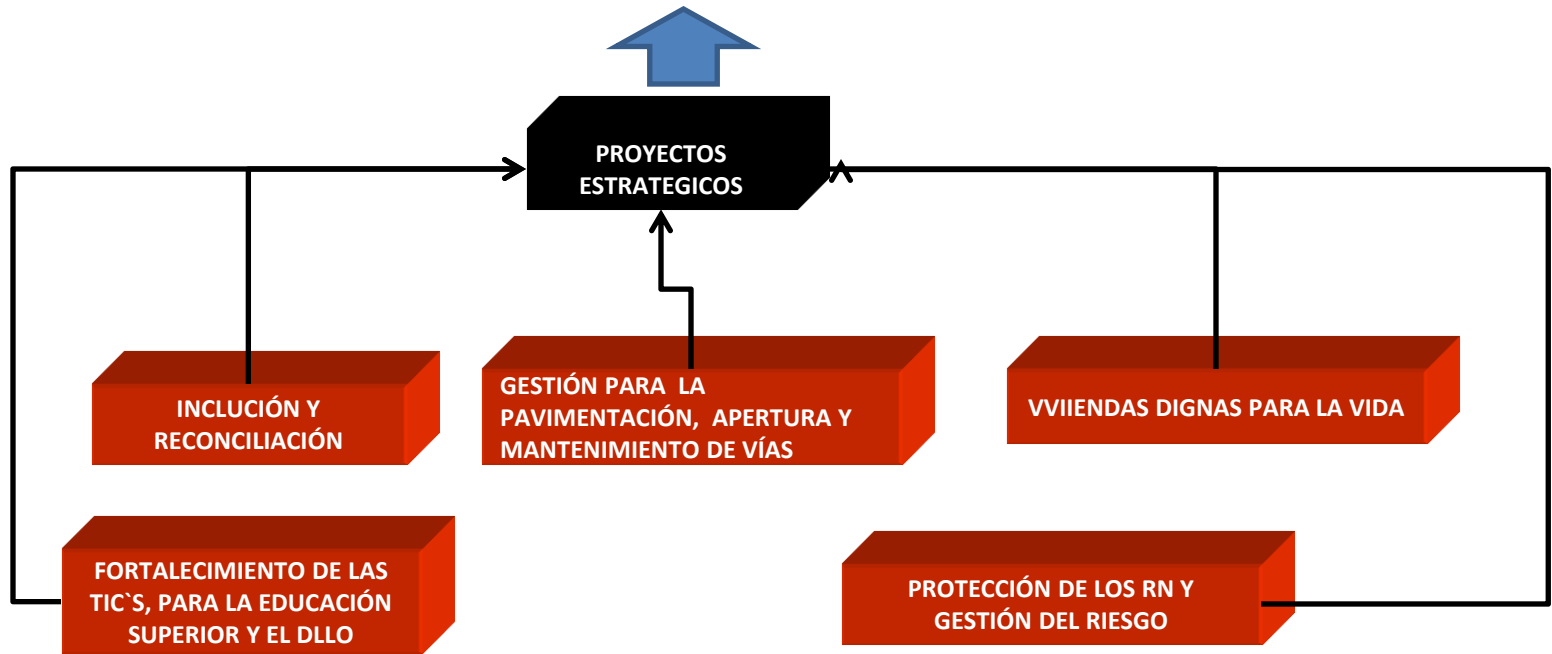 PROYECTOS
ESTRATEGICOS
INCLUCIÓN Y
RECONCILIACIÓN
GESTIÓN PARA LA
PAVIMENTACIÓN, APERTURA Y
MANTENIMIENTO DE VÍAS
VVIIENDAS DIGNAS PARA LA VIDA
FORTALECIMIENTO DE LAS
TIC`S, PARA LA EDUCACIÓN
SUPERIOR Y EL DLLO
PROTECCIÓN DE LOS RN Y
GESTIÓN DEL RIESGO